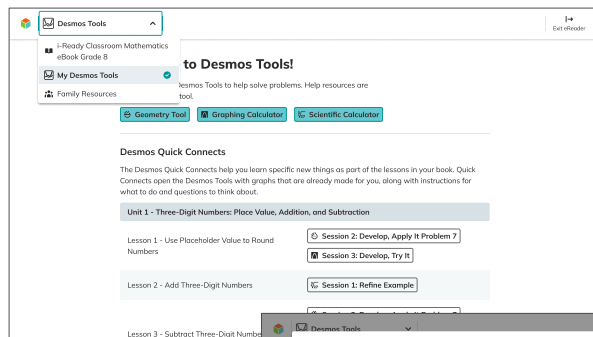 Desmos Tools
Exit eReader
i-Ready Classroom Mathematics
eBook Grade 8
My Desmos Tools
Family Resources
to Desmos Tools!
Desmos Tools to help solve problems. Help resources are
tool.
Geometry Tool
Graphing Calculator
Scientific Calculator
Desmos Quick Connects
The Desmos Quick Connects help you learn specific new things as part of the lessons in your book. Quick
Connects open the Desmos Tools with graphs that are already made for you, along with instructions for
what to do and questions to think about.
Unit 1 - Three-Digit Numbers: Place Value, Addition, and Subtraction
Lesson 1 - Use Placeholder Value to Round
Numbers
Session 2: Develop, Apply It Problem 7
Session 3: Develop, Try It
Lesson 2 - Add Three-Digit Numbers
Session 1: Refine Example
Lesson 3 - Subtract Three-Digit Numbe
Desmos Tools